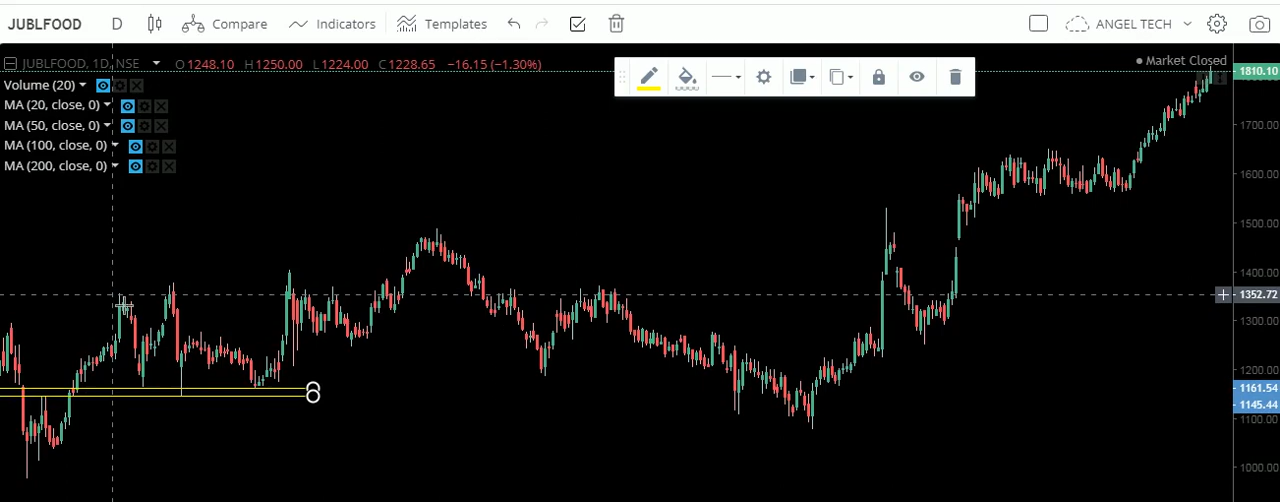 JUBLFOOD D Compare Indicators Templates ANGEL TECH
JUBLFOOD, 1D, NSE O 1248.10 H 1250.00 L 1224.00 C 1228.65 −16.15 (−1.30%)
Market Closed
1810.10
Volume (20)
MA (20, close, 0)
MA (50, close, 0)
MA (100, close, 0)
MA (200, close, 0)
1700.00
1600.00
1500.00
1400.00
1352.72
1300.00
1200.00
1161.54
1145.44
1000.00